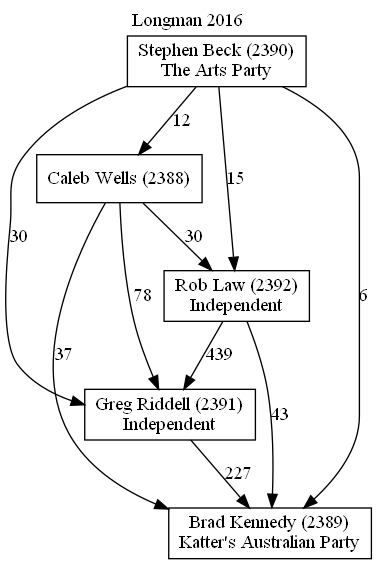 Longman 2016
Stephen Beck (2390)
The Arts Party
12
Caleb Wells (2388)
15
30
30
78
6
Rob Law (2392)
Independent
37
439
43
Greg Riddell (2391)
Independent
227
Brad Kennedy (2389)
Katter's Australian Party